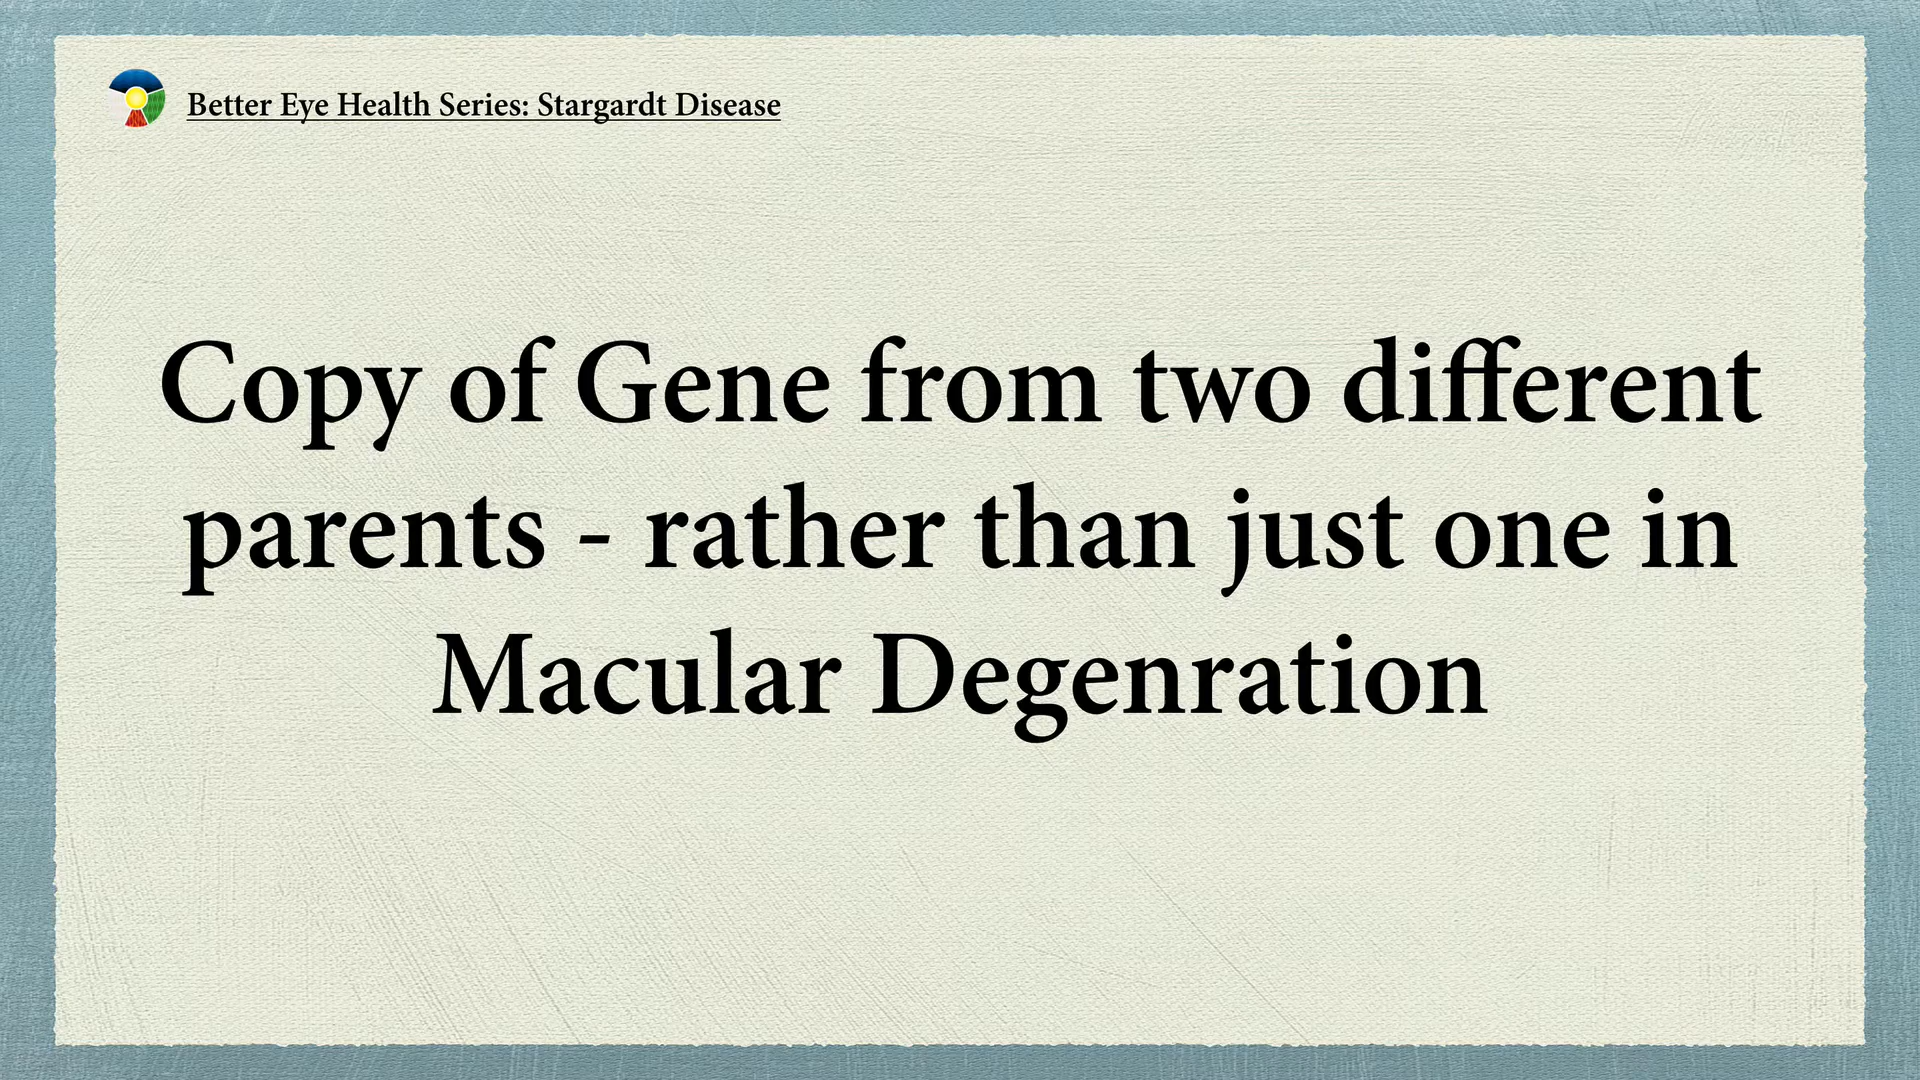 Better Eye Health Series: Stargardt Disease
Copy of Gene from two different
parents - rather than just one in
Macular Degenration